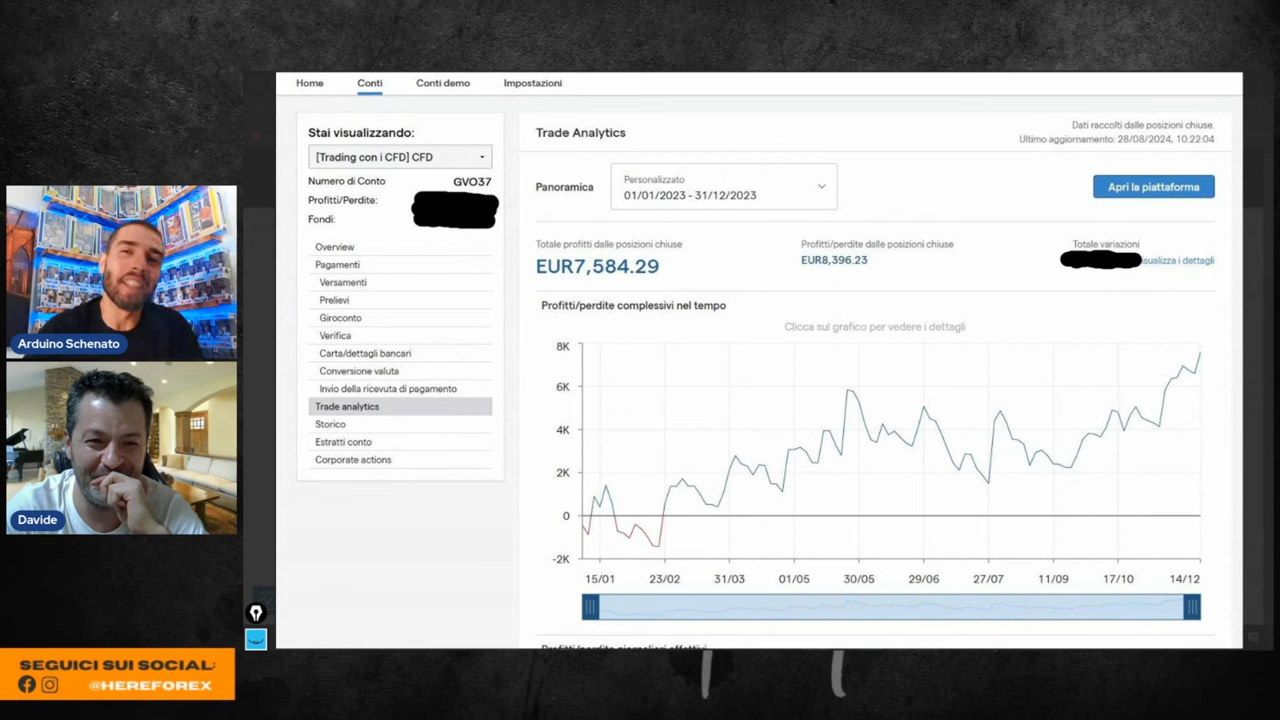 Home Conti Conti demo Impostazioni
Stai visualizzando:
[Trading con i CFD] CFD
Numero di Conto GVO37
Profitti/Perdite:
Fondi:
Overview
Pagamenti
Versamenti
Prelievi
Giroconto
Verifica
Carta/dettagli bancari
Conversione valuta
Invio della ricevuta di pagamento
Trade analytics
Storico
Estratti conto
Corporate actions
Trade Analytics
Dati raccolti dalle posizioni chiuse.
Ultimo aggiornamento: 28/08/2024, 10:22:04
Panoramica
Personalizzato
01/01/2023 - 31/12/2023
Apri la piattaforma
Totale profitti dalle posizioni chiuse
EUR7,584.29
Profitti/perdite dalle posizioni chiuse
EUR8,396.23
Totale variazioni
i dettagli
Profitti/perdite complessivi nel tempo
Clicca sul grafico per vedere i dettagli
8K
6K
4K
2K
0
-2K
15/01 23/02 31/03 01/05 30/05 29/06 27/07 11/09 17/10 14/12
Arduino Schenato
Davide
SEGUICI SUI SOCIAL:
@HEREFOREX